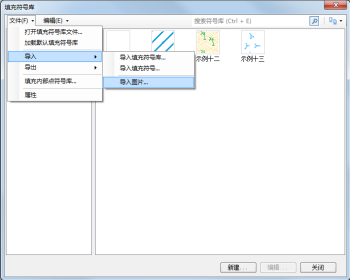 填充符号库
文件(F) 编辑(E) 搜索符号库 (Ctrl + E)
打开填充符号库文件...
加载默认填充符号库
导入
导出
填充内部点符号库...
属性
导入填充符号库...
导入填充符号...
导入图片...
示例十二 示例十三
新建... 编辑... 关闭